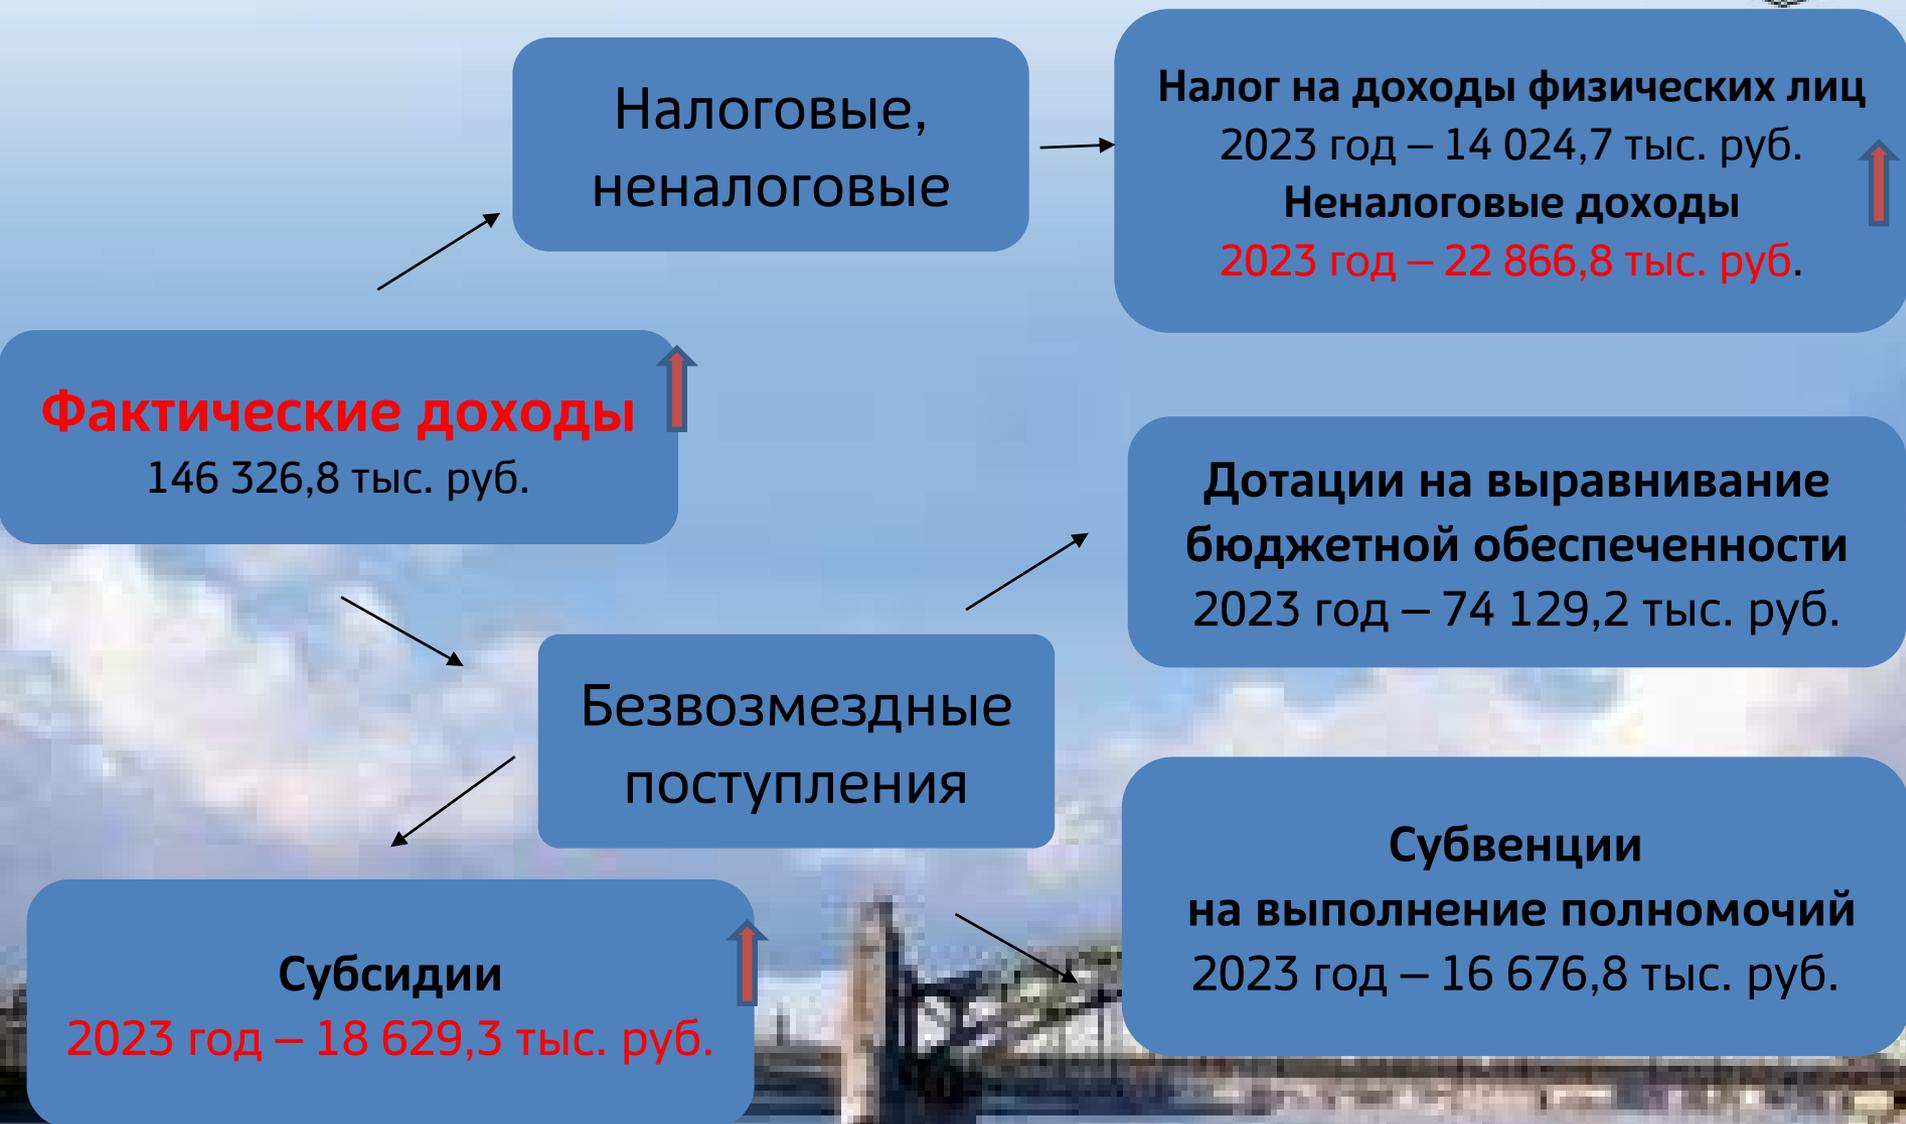 Налоговые,
неналоговые
Налог на доходы физических лиц
2023 год – 14 024,7 тыс. руб.
Неналоговые доходы
2023 год – 22 866,8 тыс. руб.
Фактические доходы
146 326,8 тыс. руб.
Дотации на выравнивание
бюджетной обеспеченности
2023 год – 74 129,2 тыс. руб.
Безвозмездные
поступления
Субвенции
на выполнение полномочий
2023 год – 16 676,8 тыс. руб.
Субсидии
2023 год – 18 629,3 тыс. руб.